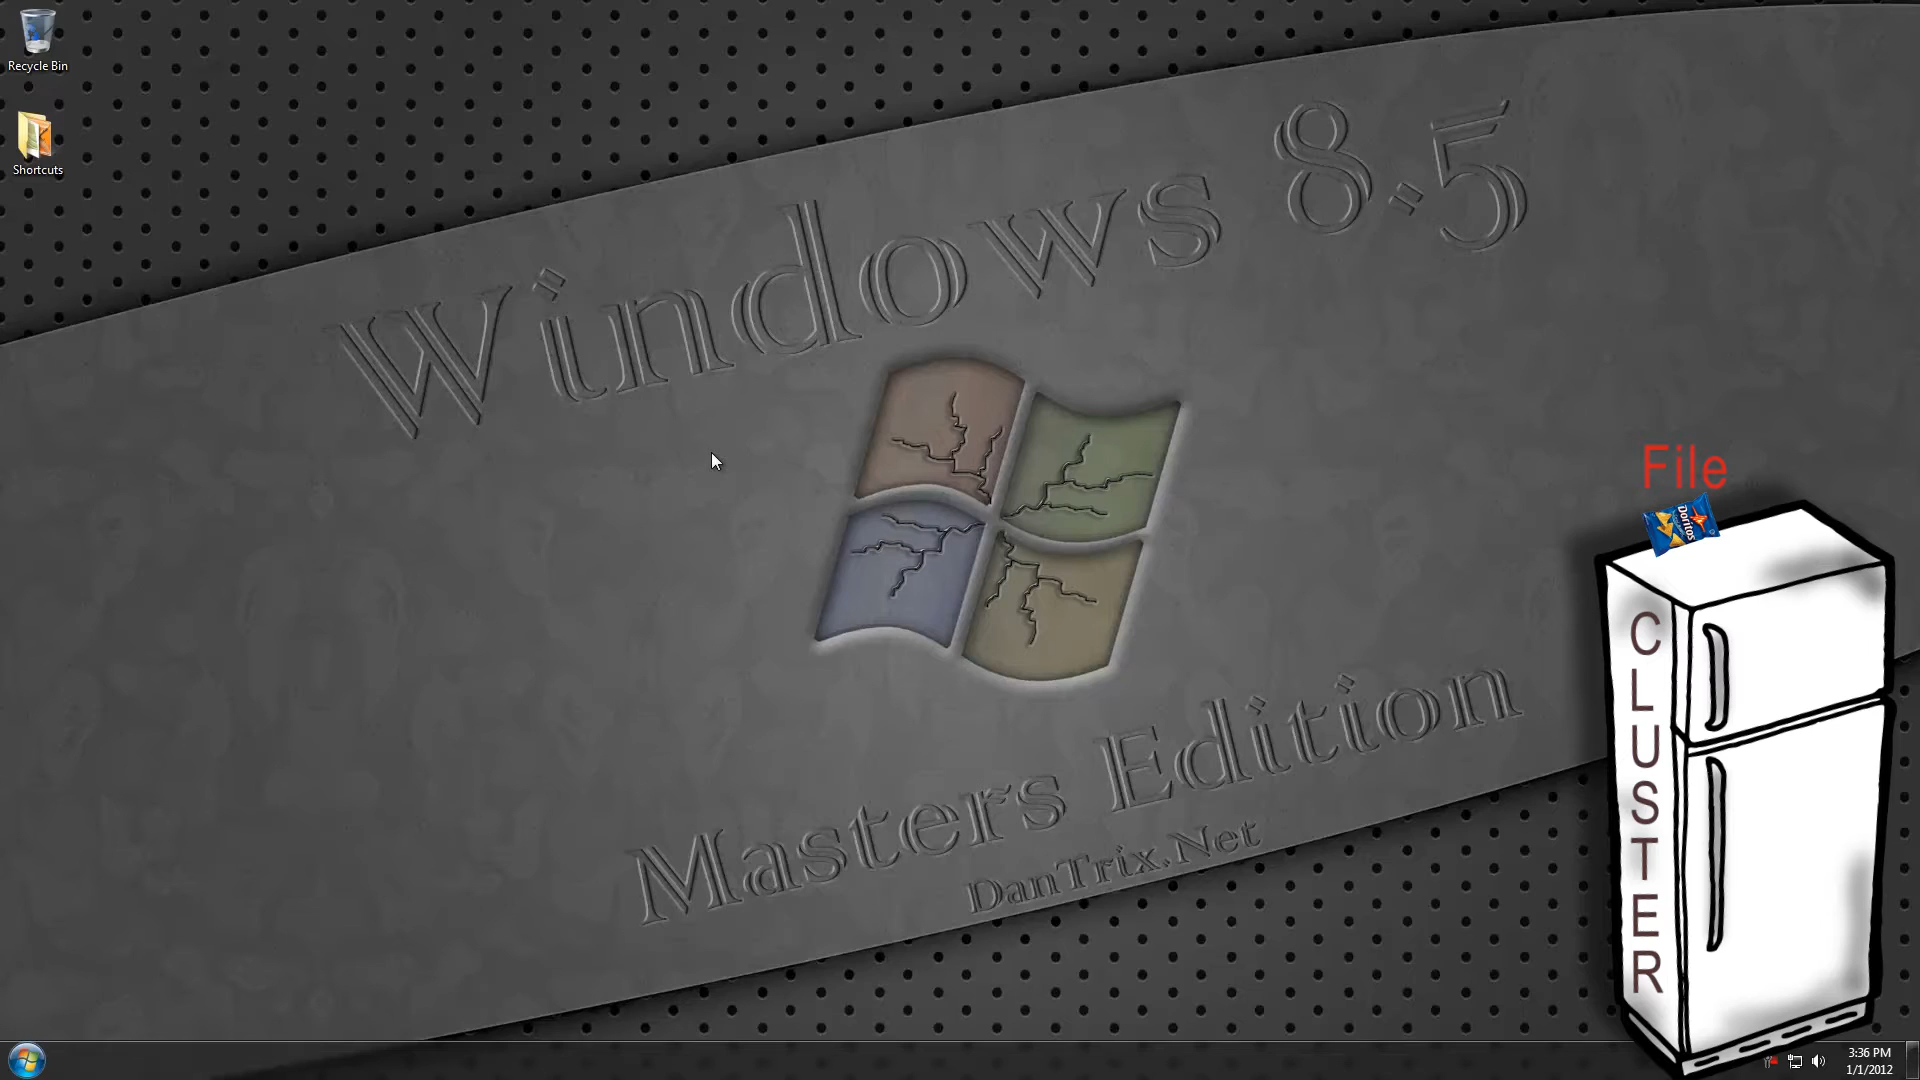 Recycle Bin
Shortcuts
Windows 8.5
File
Doritos
CLUSTER
Masters Edition
DanTrix.Net
3:36 PM
1/1/2012